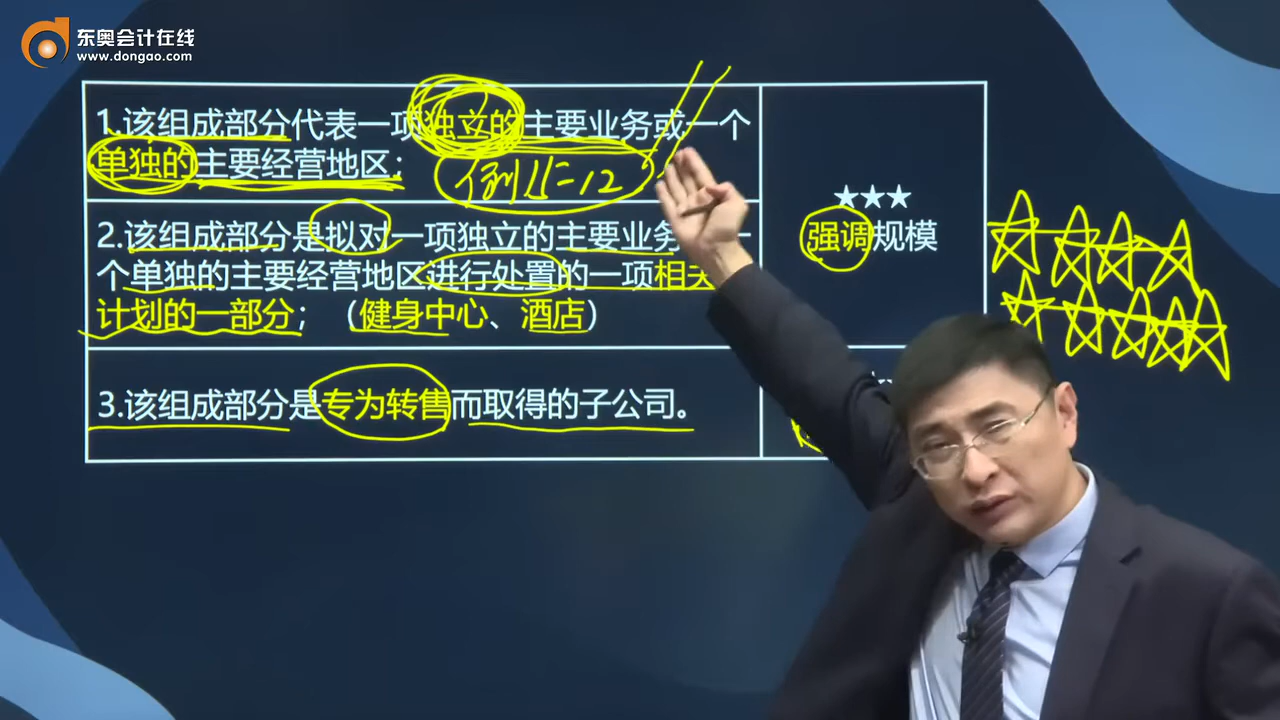 东奥会计在线
www.dongao.com
1.该组成部分代表一项独立的主要业务或一个
单独的主要经营地区；
例15-12
2.该组成部分是拟对一项独立的主要业务
个单独的主要经营地区进行处置的一项相关
计划的一部分；（健身中心、酒店）
3.该组成部分是专为转售而取得的子公司。
★★★
强调规模